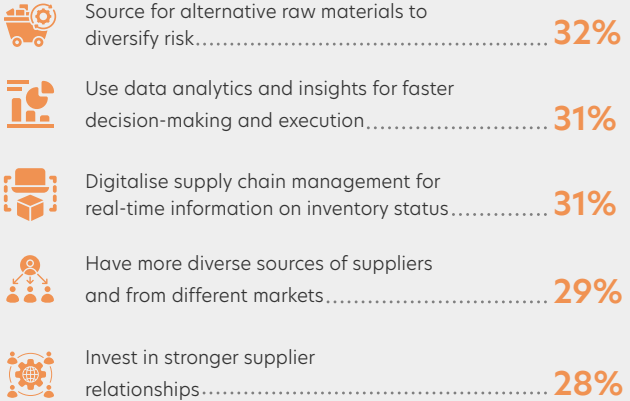 Source for alternative raw materials to
diversify risk................................................... 32%
Use data analytics and insights for faster
decision-making and execution.......................... 31%
Digitalise supply chain management for
real-time information on inventory status............. 31%
Have more diverse sources of suppliers
and from different markets................................ 29%
Invest in stronger supplier
relationships.................................................. 28%